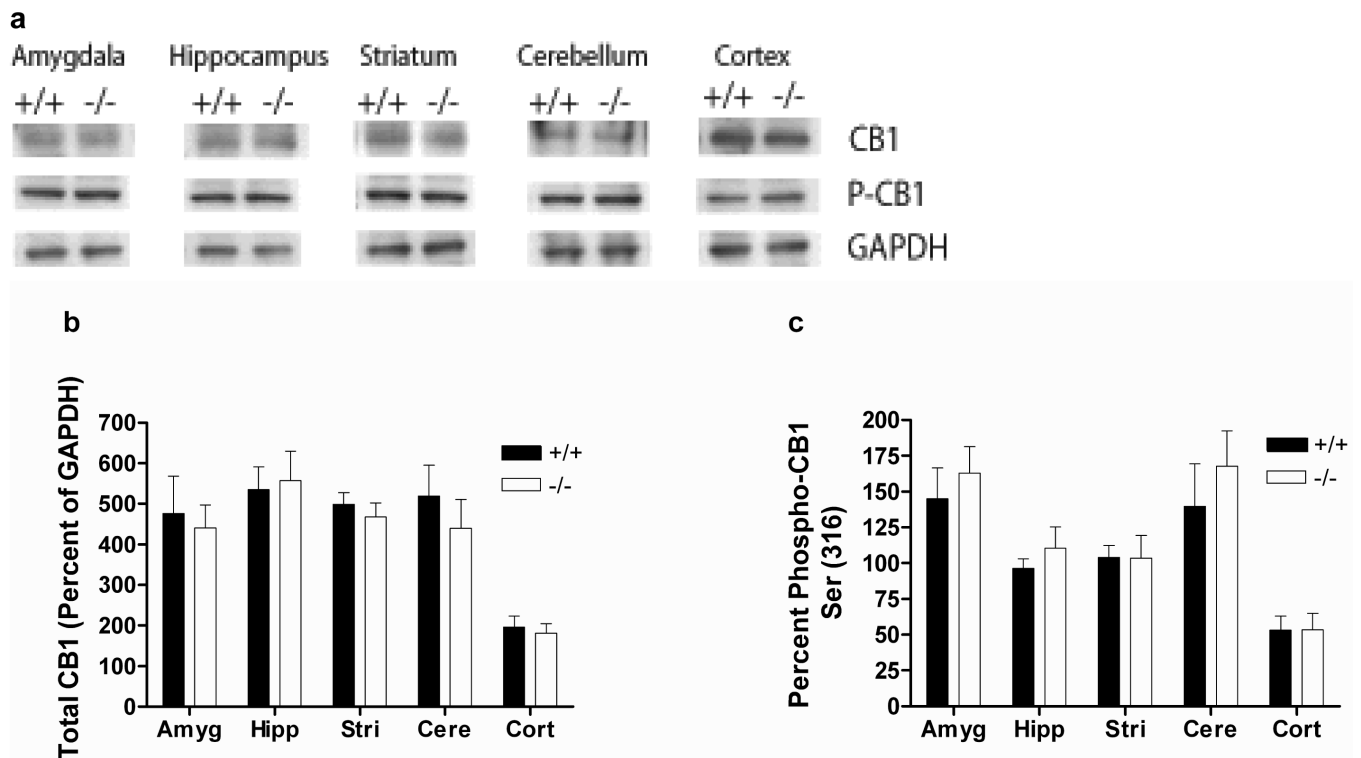 a
Amygdala Hippocampus Striatum Cerebellum Cortex
+/+ -/- +/+ -/- +/+ -/- +/+ -/- +/+ -/-
CB1
P-CB1
GAPDH
b
Total CB1 (Percent of GAPDH)
700
600
500
400
300
200
100
0
+/+
-/-
Amyg Hipp Stri Cere Cort
c
Percent Phospho-CB1
Ser (316)
200
175
150
125
100
75
50
25
0
+/+
-/-
Amyg Hipp Stri Cere Cort